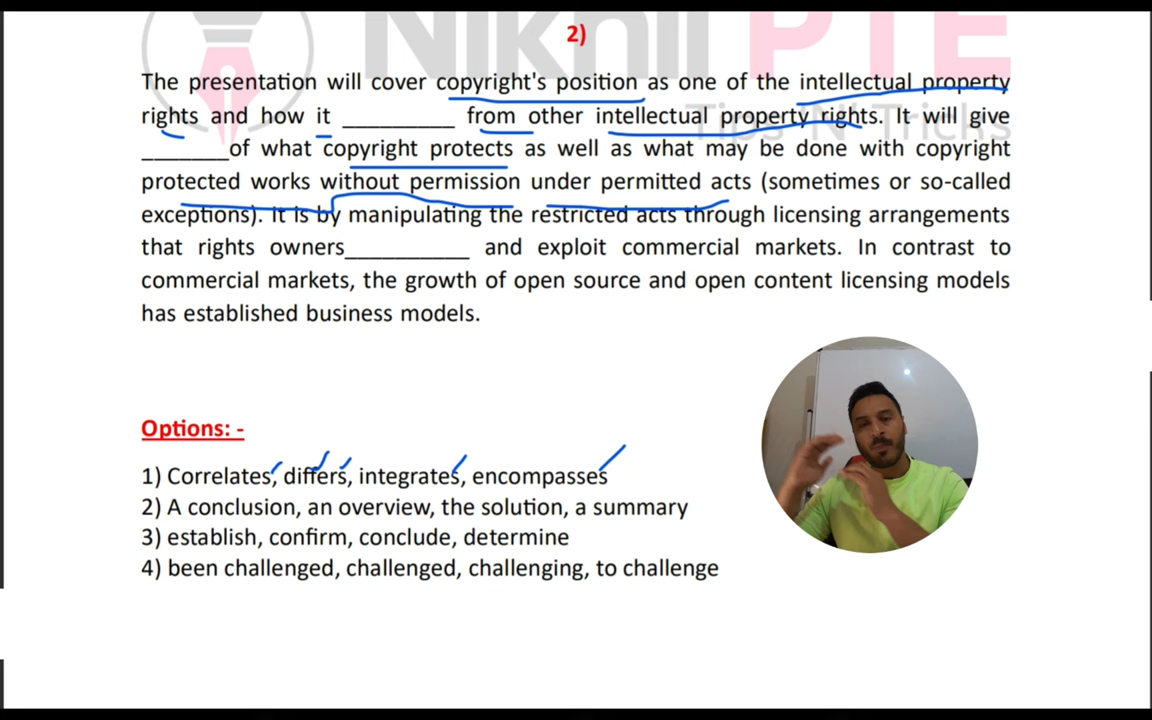 Nikhil PTE
2)
Tips 'N' Tricks
The presentation will cover copyright's position as one of the intellectual property
rights and how it __________ from other intellectual property rights. It will give
________of what copyright protects as well as what may be done with copyright
protected works without permission under permitted acts (sometimes or so-called
exceptions). It is by manipulating the restricted acts through licensing arrangements
that rights owners___________ and exploit commercial markets. In contrast to
commercial markets, the growth of open source and open content licensing models
has established business models.
Options: -
1) Correlates, differs, integrates, encompasses
2) A conclusion, an overview, the solution, a summary
3) establish, confirm, conclude, determine
4) been challenged, challenged, challenging, to challenge